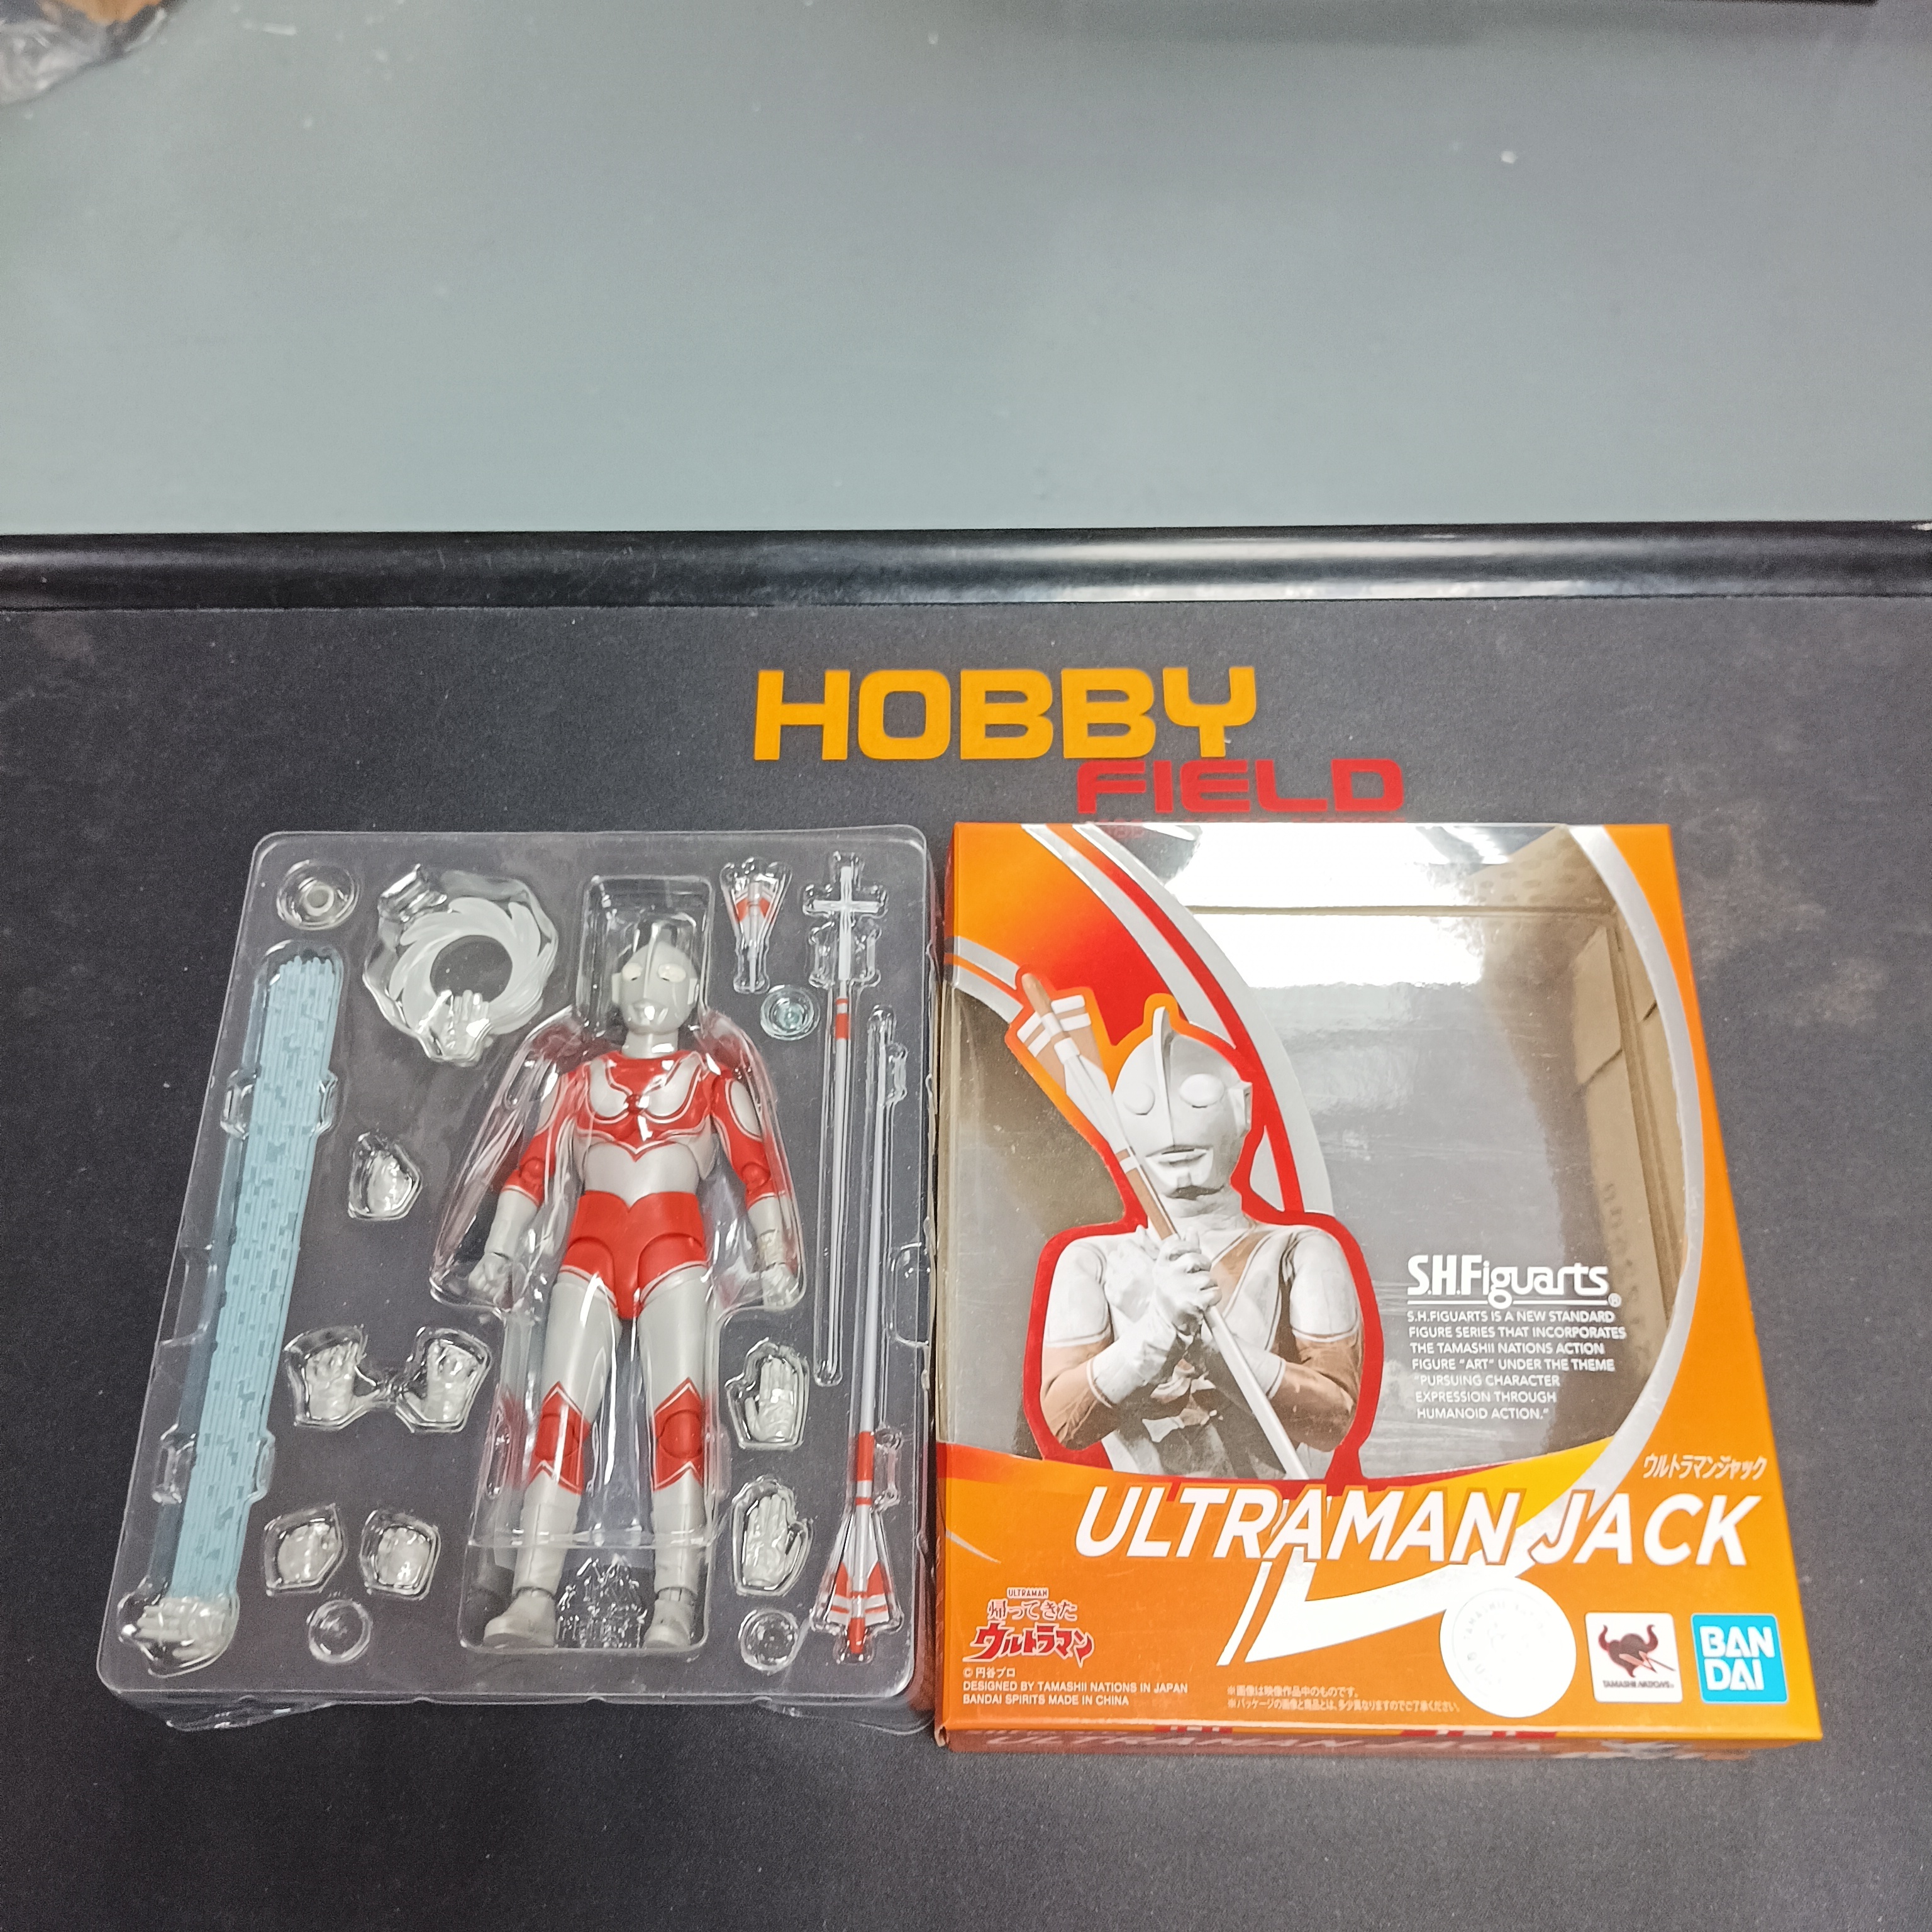 HOBBY
FIELD
S.H.Figuarts
S.H.FIGUARTS IS A NEW STANDARD
FIGURE SERIES THAT INCORPORATES
THE TAMASHII NATIONS ACTION
FIGURE "ART" UNDER THE THEME
"PURSUING CHARACTER
EXPRESSION THROUGH
HUMANOID ACTION."
ウルトラマンジャック
ULTRAMAN JACK
ULTRAMAN
帰ってきた
ウルトラマン
© 円谷プロ
DESIGNED BY TAMASHII NATIONS IN JAPAN
BANDAI SPIRITS MADE IN CHINA
※画像は映像作品中のものです。
※パッケージの画像と商品とは、多少異なりますのでご了承ください。
TAMASHII NATIONS
BAN
DAI
ULTRAMAN JACK